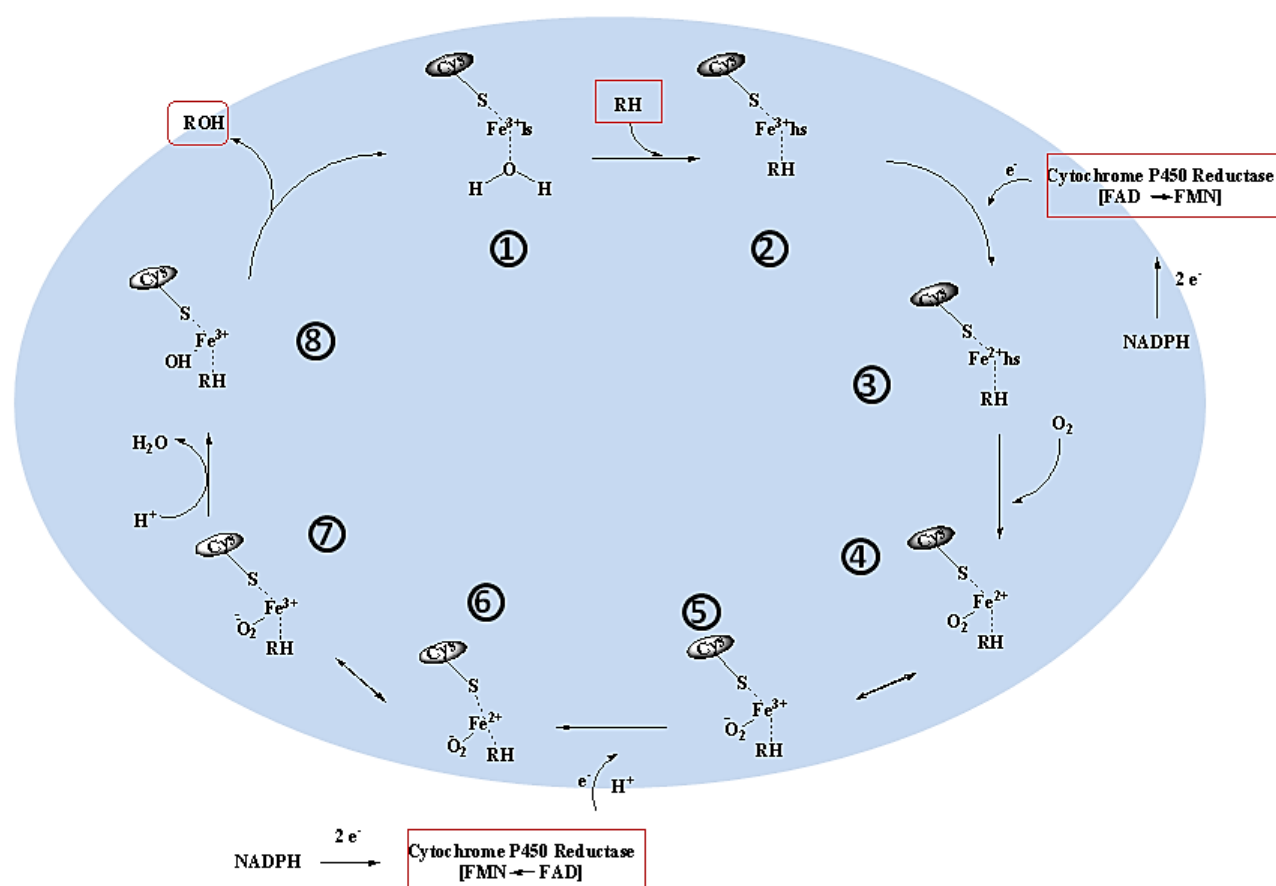 Cys
S
Fe³⁺ls
O
H H
①
RH
Cys
S
Fe³⁺hs
RH
②
e⁻
Cytochrome P450 Reductase
[FAD → FMN]
2 e⁻
NADPH
Cys
S
Fe²⁺hs
RH
③
O₂
Cys
S
Fe²⁺
O₂
RH
④
Cys
S
Fe³⁺
⁻O₂
RH
⑤
e⁻ H⁺
NADPH
2 e⁻
Cytochrome P450 Reductase
[FMN ← FAD]
Cys
S
Fe²⁺
⁻O₂
RH
⑥
Cys
S
Fe³⁺
⁻O₂
RH
⑦
H⁺
H₂O
Cys
S
Fe³⁺
OH
RH
⑧
ROH